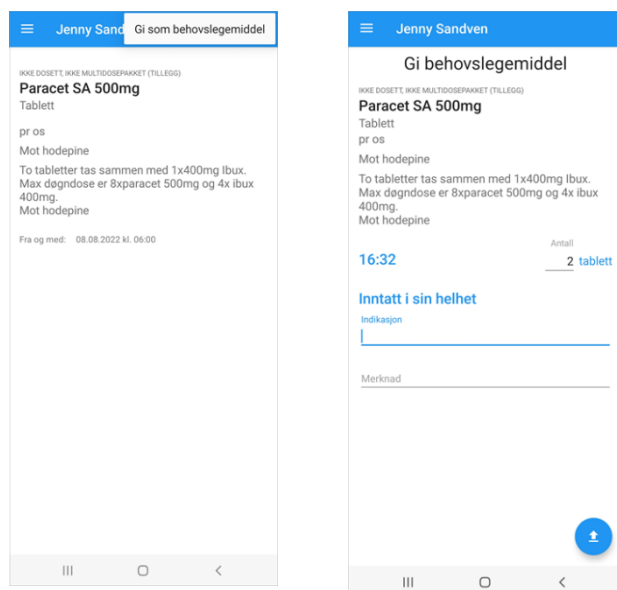 Jenny Sand
Gi som behovslegemiddel
IKKE DOSETT, IKKE MULTIDOSEPAKKET (TILLEGG)
Paracet SA 500mg
Tablett
pr os
Mot hodepine
To tabletter tas sammen med 1x400mg Ibux.
Max døgndose er 8xparacet 500mg og 4x ibux
400mg.
Mot hodepine
Fra og med: 08.08.2022 kl. 06:00
Jenny Sandven
Gi behovslegemiddel
IKKE DOSETT, IKKE MULTIDOSEPAKKET (TILLEGG)
Paracet SA 500mg
Tablett
pr os
Mot hodepine
To tabletter tas sammen med 1x400mg Ibux.
Max døgndose er 8xparacet 500mg og 4x ibux
400mg.
Mot hodepine
Antall
16:32 2 tablett
Inntatt i sin helhet
Indikasjon
Merknad